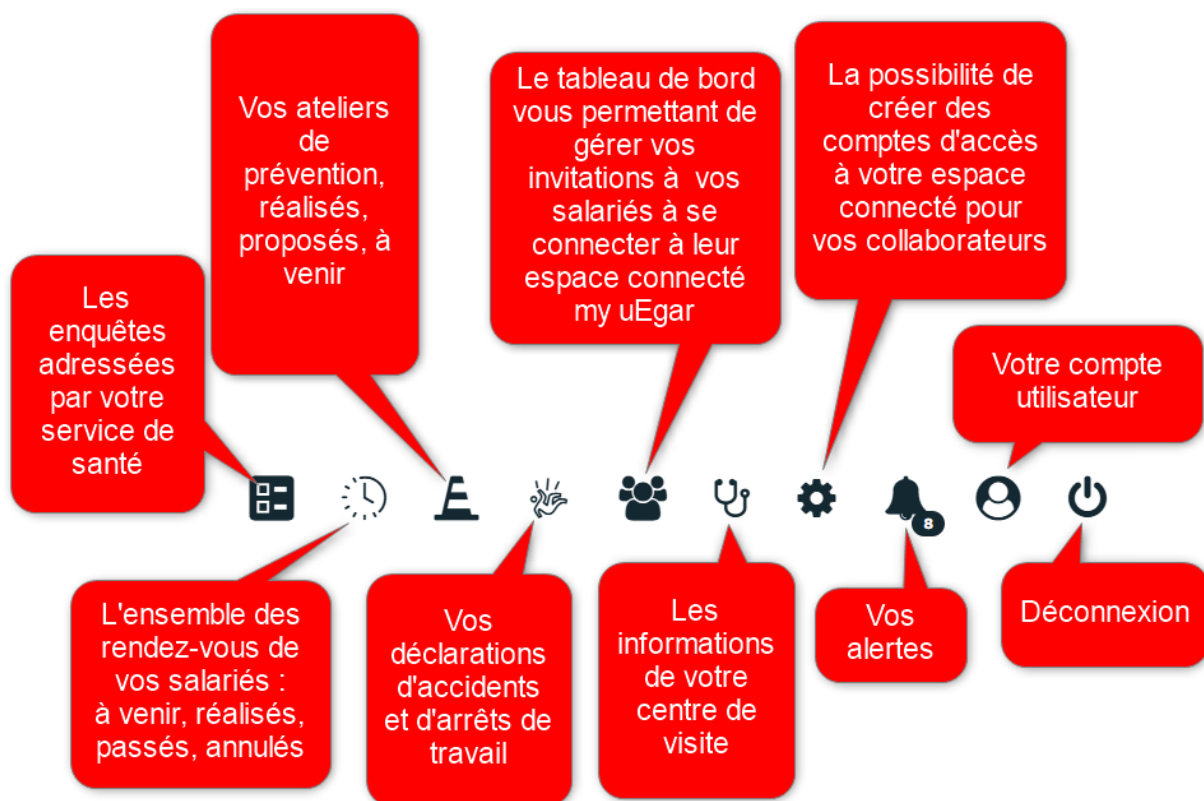 Vos ateliers
de
prévention,
réalisés,
proposés, à
venir
Le tableau de bord
vous permettant de
gérer vos
invitations à vos
salariés à se
connecter à leur
espace connecté
my uEgar
La possibilité de
créer des
comptes d'accès
à votre espace
connecté pour
vos collaborateurs
Les
enquêtes
adressées
par votre
service de
santé
Votre compte
utilisateur
8
L'ensemble des
rendez-vous de
vos salariés :
à venir, réalisés,
passés, annulés
Vos
déclarations
d'accidents
et d'arrêts de
travail
Les
informations
de votre
centre de
visite
Vos
alertes
Déconnexion